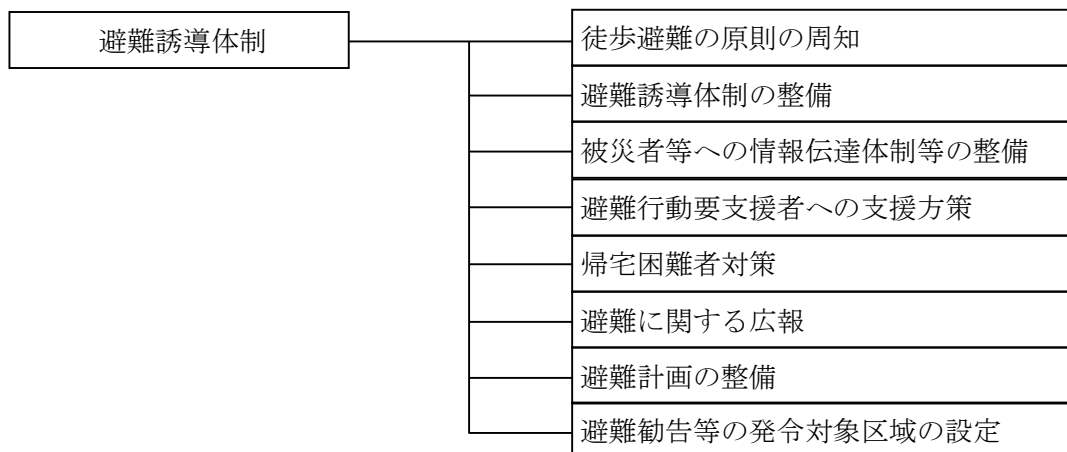 避難誘導体制
徒歩避難の原則の周知
避難誘導体制の整備
被災者等への情報伝達体制等の整備
避難行動要支援者への支援方策
帰宅困難者対策
避難に関する広報
避難計画の整備
避難勧告等の発令対象区域の設定